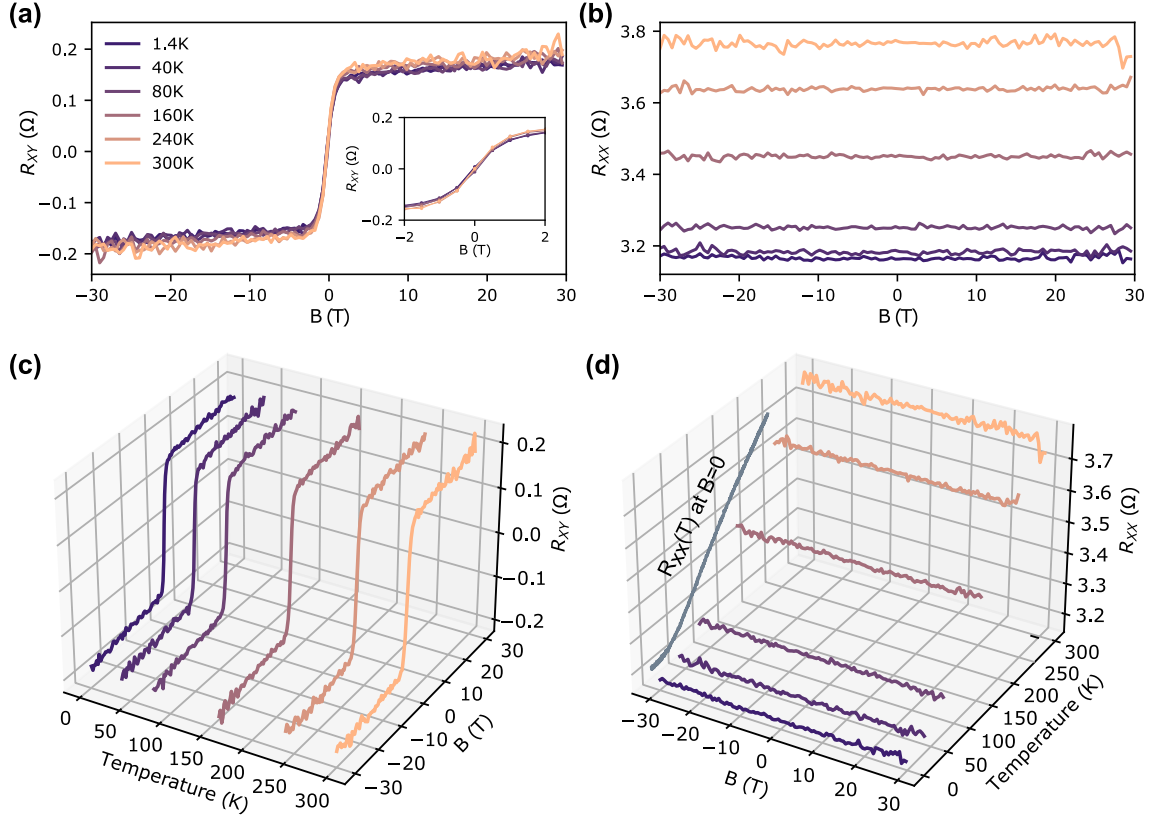 (a)
0.2
0.1
0.0
−0.1
−0.2
R_XY (Ω)
1.4K
40K
80K
160K
240K
300K
−30
−20
−10
0
10
20
30
B (T)
0.2
0.0
−0.2
R_XY (Ω)
−2
0
2
B (T)
(b)
3.8
3.6
3.4
3.2
R_XX (Ω)
−30
−20
−10
0
10
20
30
B (T)
(c)
0.2
0.1
0.0
−0.1
−0.2
R_XY (Ω)
30
20
10
0
−10
−20
−30
B (T)
0
50
100
150
200
250
300
Temperature (K)
(d)
R_XX(T) at B=0
3.7
3.6
3.5
3.4
3.3
3.2
R_XX (Ω)
300
250
200
150
100
50
0
Temperature (K)
−30
−20
−10
0
10
20
30
B (T)